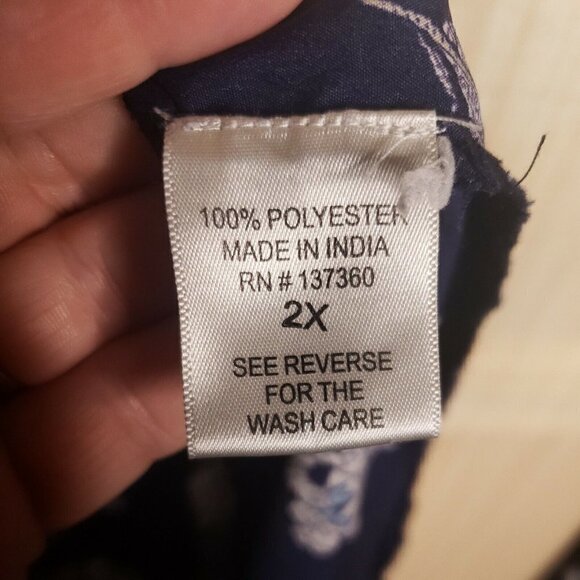 100% POLYESTER
MADE IN INDIA
RN # 137360
2X
SEE REVERSE
FOR THE
WASH CARE